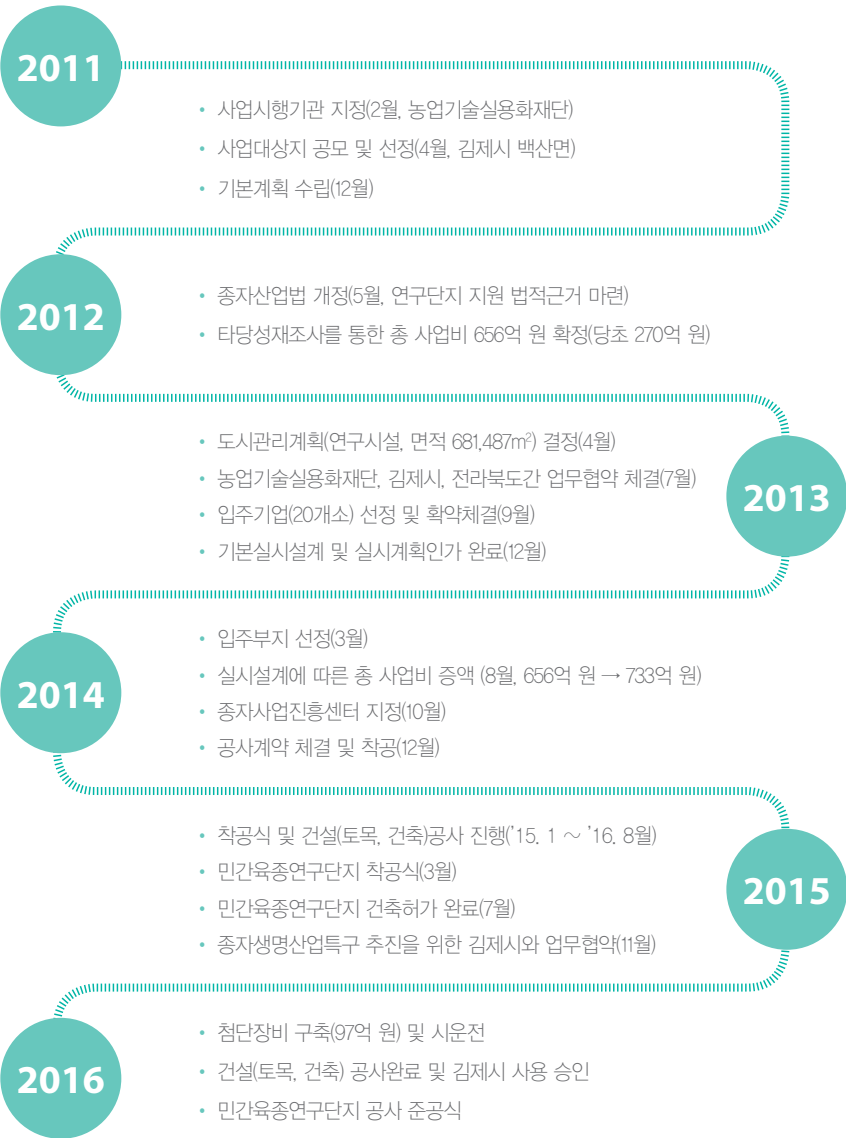 2011
• 사업시행기관 지정(2월, 농업기술실용화재단)
• 사업대상지 공모 및 선정(4월, 김제시 백산면)
• 기본계획 수립(12월)
2012
• 종자산업법 개정(5월, 연구단지 지원 법적근거 마련)
• 타당성재조사를 통한 총 사업비 656억 원 확정(당초 270억 원)
2013
• 도시관리계획(연구시설, 면적 681,487m²) 결정(4월)
• 농업기술실용화재단, 김제시, 전라북도간 업무협약 체결(7월)
• 입주기업(20개소) 선정 및 확약체결(9월)
• 기본실시설계 및 실시계획인가 완료(12월)
2014
• 입주부지 선정(3월)
• 실시설계에 따른 총 사업비 증액 (8월, 656억 원 → 733억 원)
• 종자사업진흥센터 지정(10월)
• 공사계약 체결 및 착공(12월)
2015
• 착공식 및 건설(토목, 건축)공사 진행(’15. 1 ~ ’16. 8월)
• 민간육종연구단지 착공식(3월)
• 민간육종연구단지 건축허가 완료(7월)
• 종자생명산업특구 추진을 위한 김제시와 업무협약(11월)
2016
• 첨단장비 구축(97억 원) 및 시운전
• 건설(토목, 건축) 공사완료 및 김제시 사용 승인
• 민간육종연구단지 공사 준공식